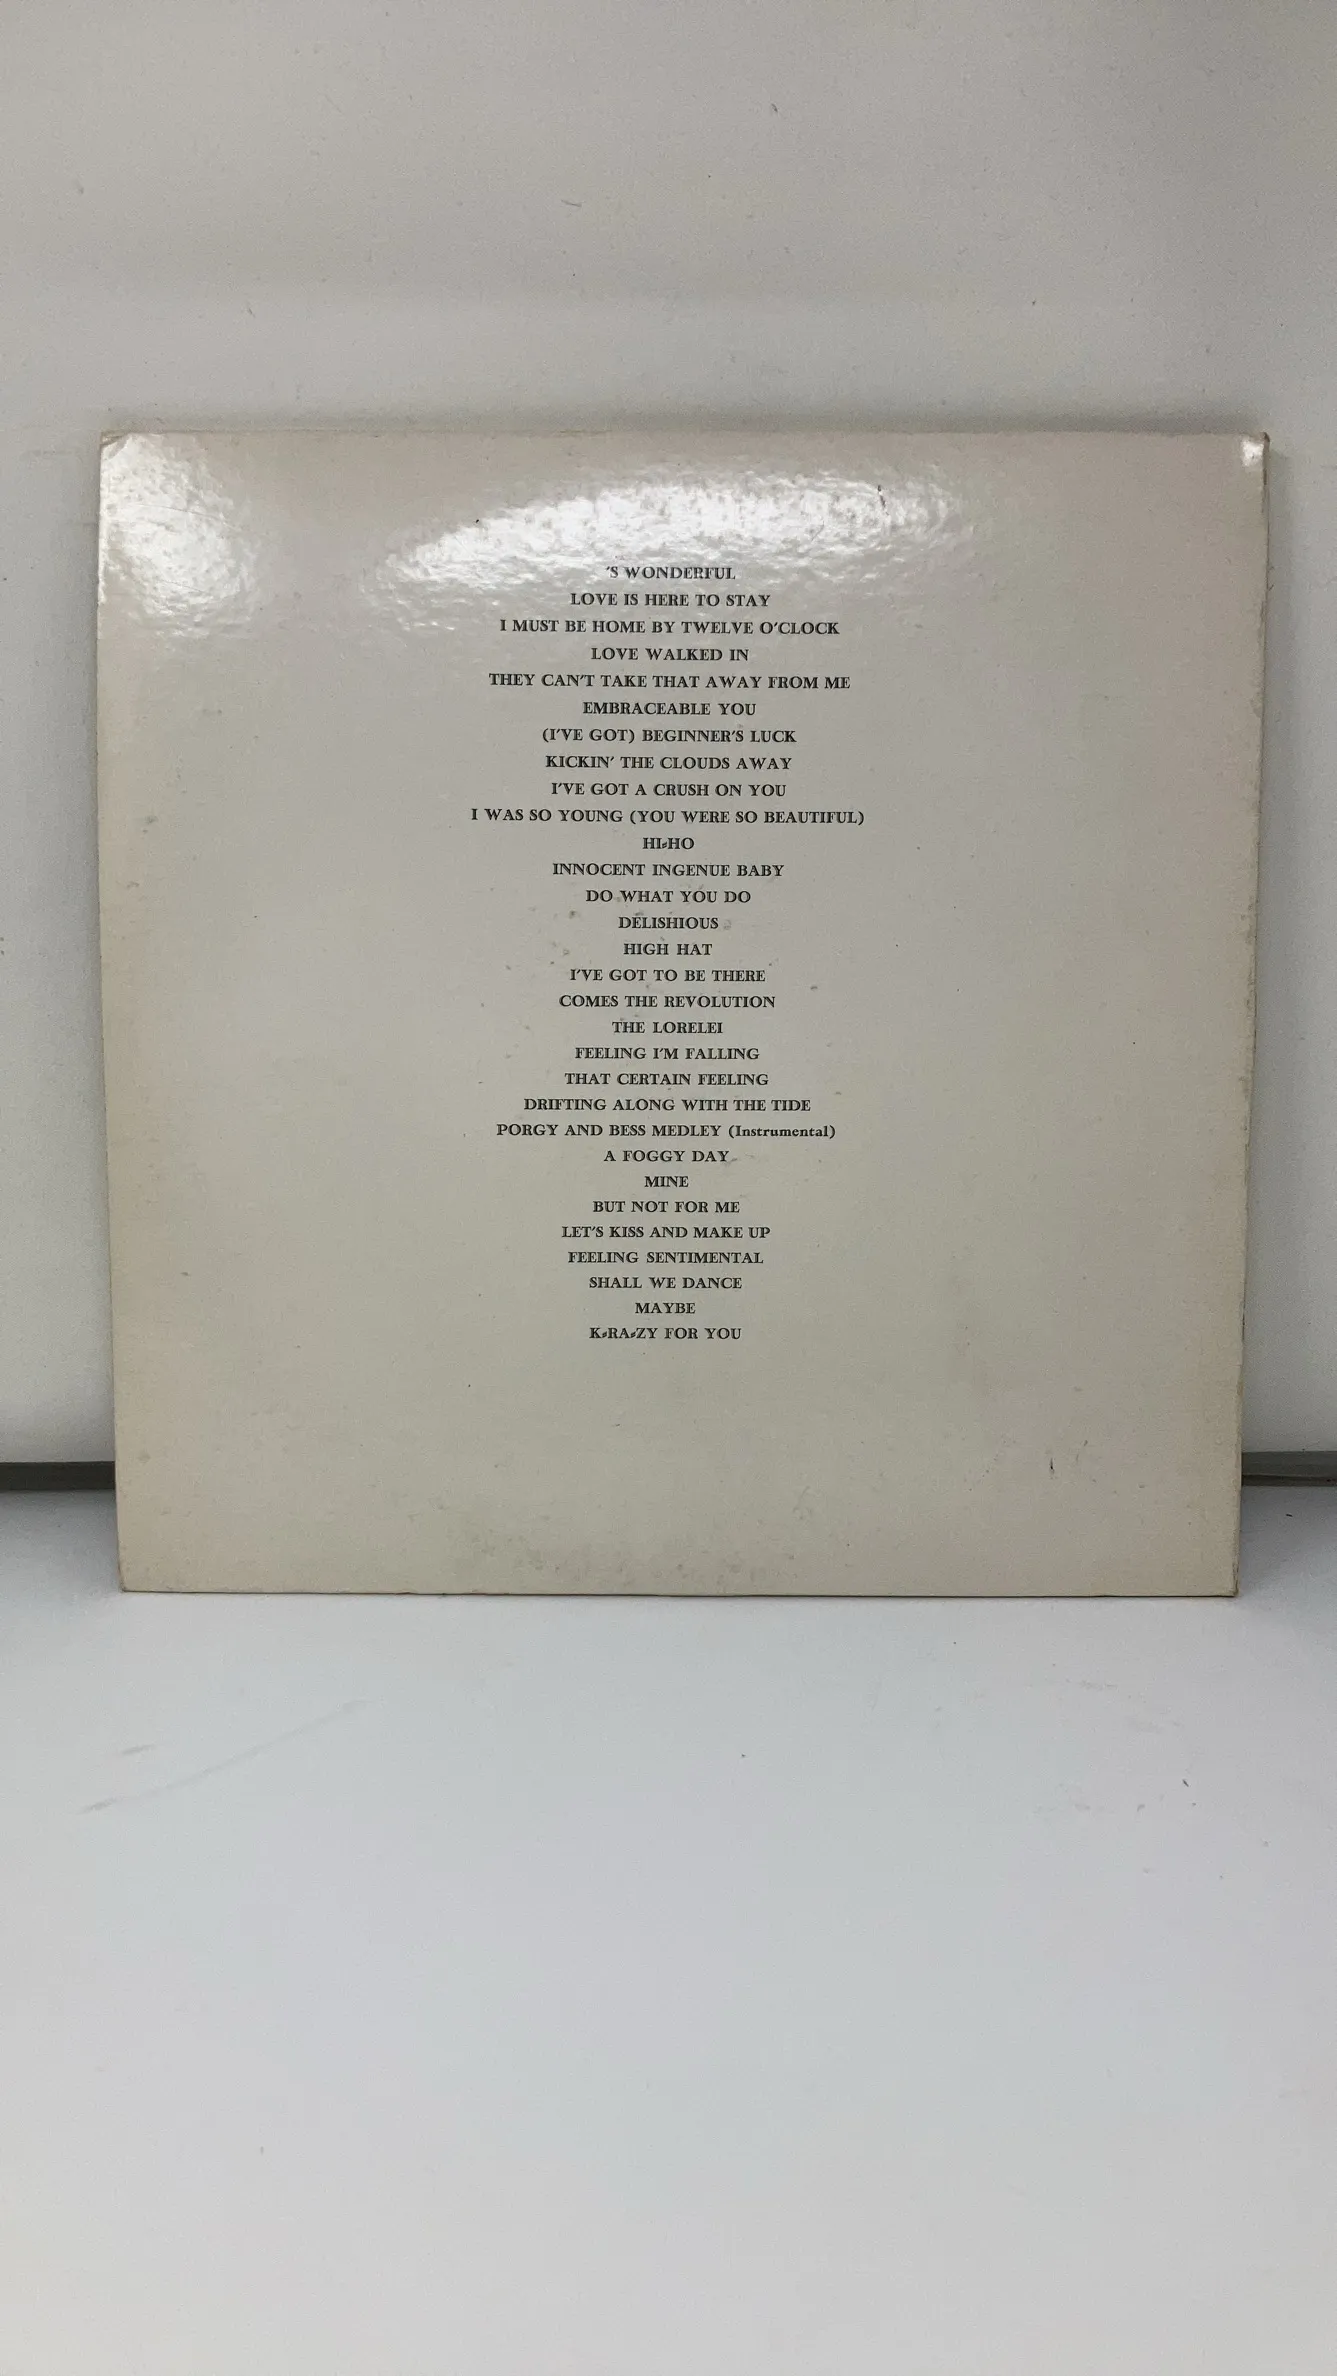 'S WONDERFUL
LOVE IS HERE TO STAY
I MUST BE HOME BY TWELVE O'CLOCK
LOVE WALKED IN
THEY CAN'T TAKE THAT AWAY FROM ME
EMBRACEABLE YOU
(I'VE GOT) BEGINNER'S LUCK
KICKIN' THE CLOUDS AWAY
I'VE GOT A CRUSH ON YOU
I WAS SO YOUNG (YOU WERE SO BEAUTIFUL)
HI-HO
INNOCENT INGENUE BABY
DO WHAT YOU DO
DELISHIOUS
HIGH HAT
I'VE GOT TO BE THERE
COMES THE REVOLUTION
THE LORELEI
FEELING I'M FALLING
THAT CERTAIN FEELING
DRIFTING ALONG WITH THE TIDE
PORGY AND BESS MEDLEY (Instrumental)
A FOGGY DAY
MINE
BUT NOT FOR ME
LET'S KISS AND MAKE UP
FEELING SENTIMENTAL
SHALL WE DANCE
MAYBE
K-RA-ZY FOR YOU